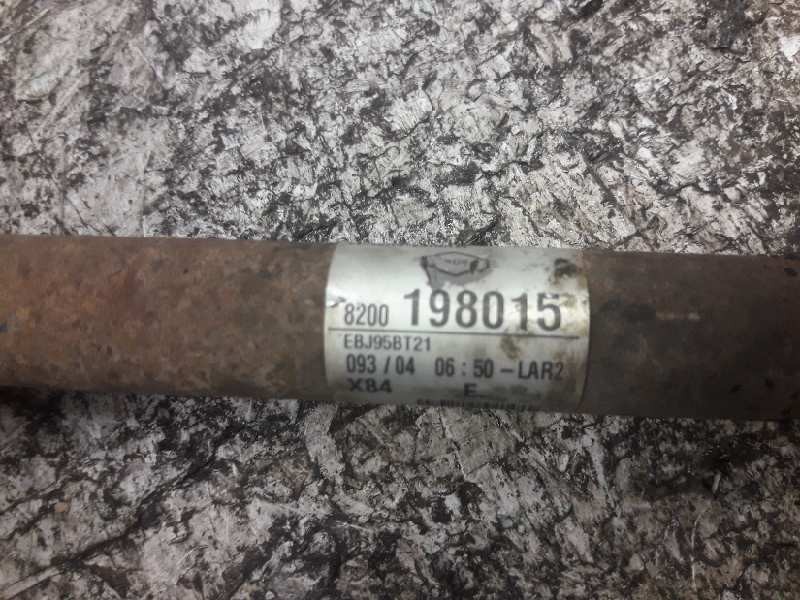 8200 198015
EBJ95BT21
093 / 04 06 : 50 - LAR2
X84 E